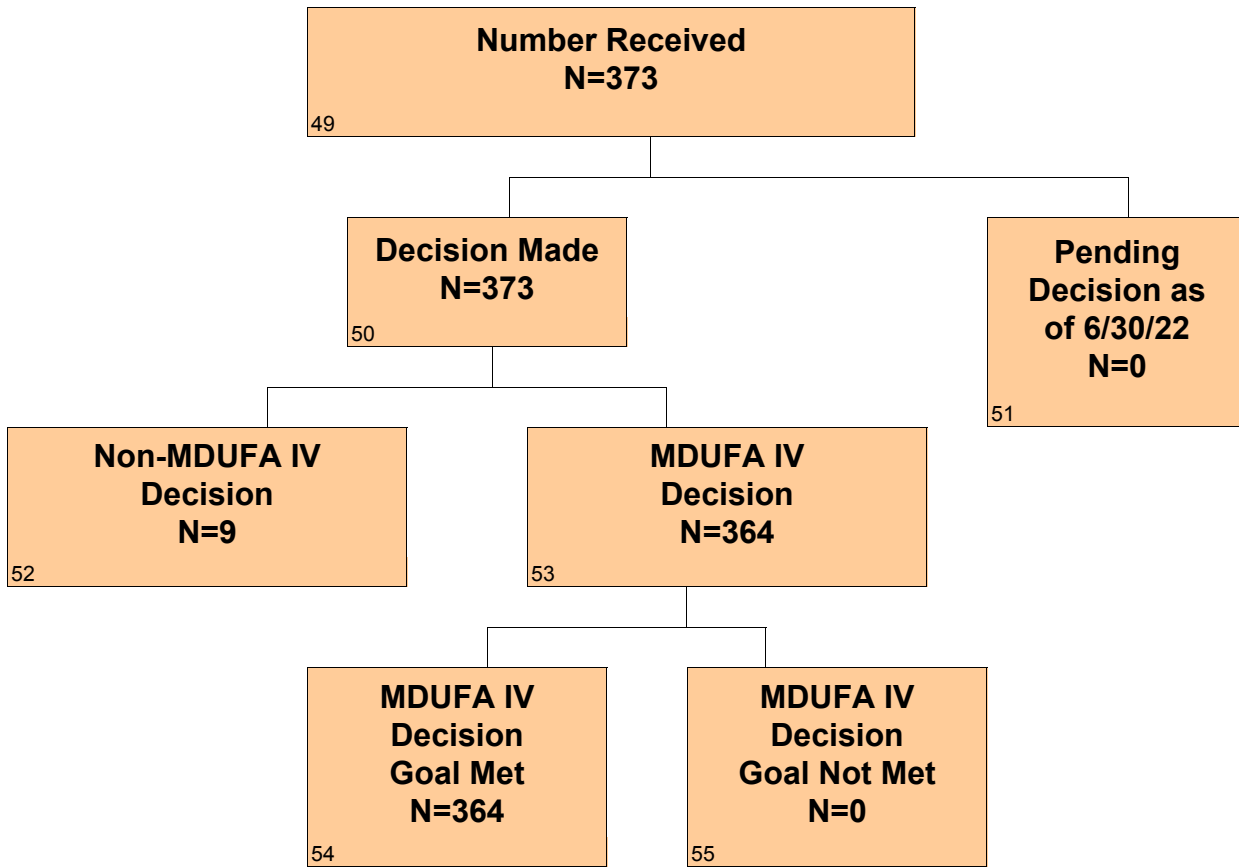 Number Received
N=373
49
Decision Made
N=373
50
Pending
Decision as
of 6/30/22
N=0
51
Non-MDUFA IV
Decision
N=9
52
MDUFA IV
Decision
N=364
53
MDUFA IV
Decision
Goal Met
N=364
54
MDUFA IV
Decision
Goal Not Met
N=0
55